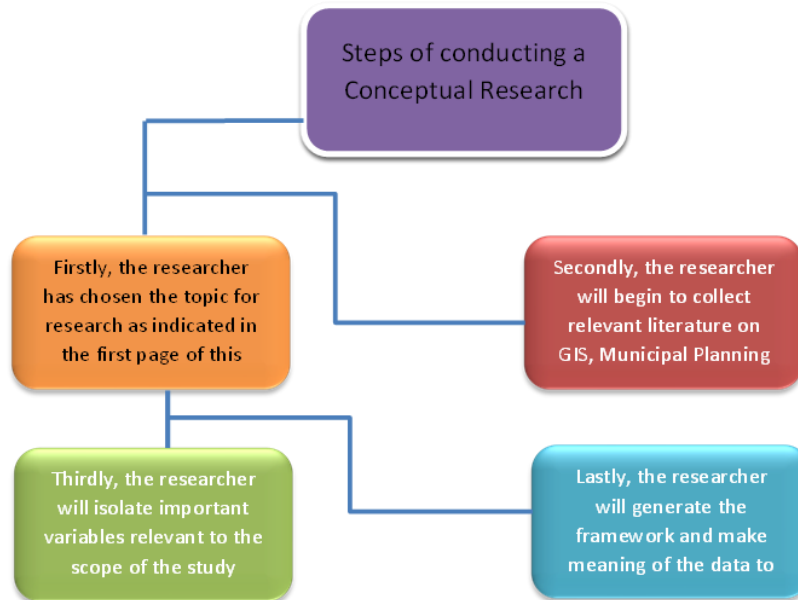 Steps of conducting a
Conceptual Research
Firstly, the researcher
has chosen the topic for
research as indicated in
the first page of this
Secondly, the researcher
will begin to collect
relevant literature on
GIS, Municipal Planning
Thirdly, the researcher
will isolate important
variables relevant to the
scope of the study
Lastly, the researcher
will generate the
framework and make
meaning of the data to